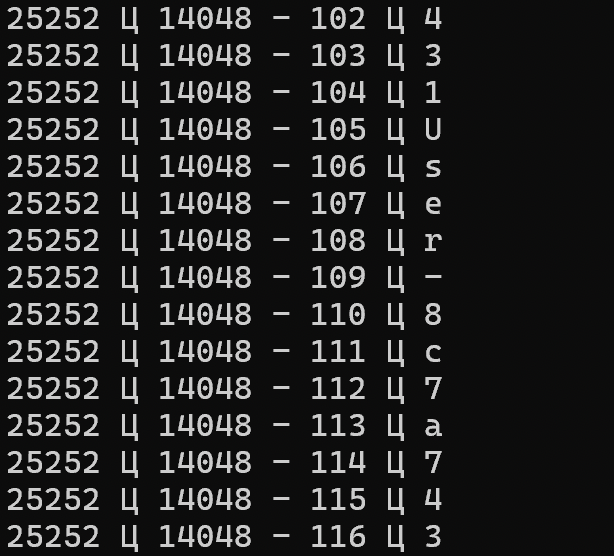 25252 Ц 14048 - 102 Ц 4
25252 Ц 14048 - 103 Ц 3
25252 Ц 14048 - 104 Ц 1
25252 Ц 14048 - 105 Ц U
25252 Ц 14048 - 106 Ц s
25252 Ц 14048 - 107 Ц e
25252 Ц 14048 - 108 Ц r
25252 Ц 14048 - 109 Ц -
25252 Ц 14048 - 110 Ц 8
25252 Ц 14048 - 111 Ц c
25252 Ц 14048 - 112 Ц 7
25252 Ц 14048 - 113 Ц a
25252 Ц 14048 - 114 Ц 7
25252 Ц 14048 - 115 Ц 4
25252 Ц 14048 - 116 Ц 3